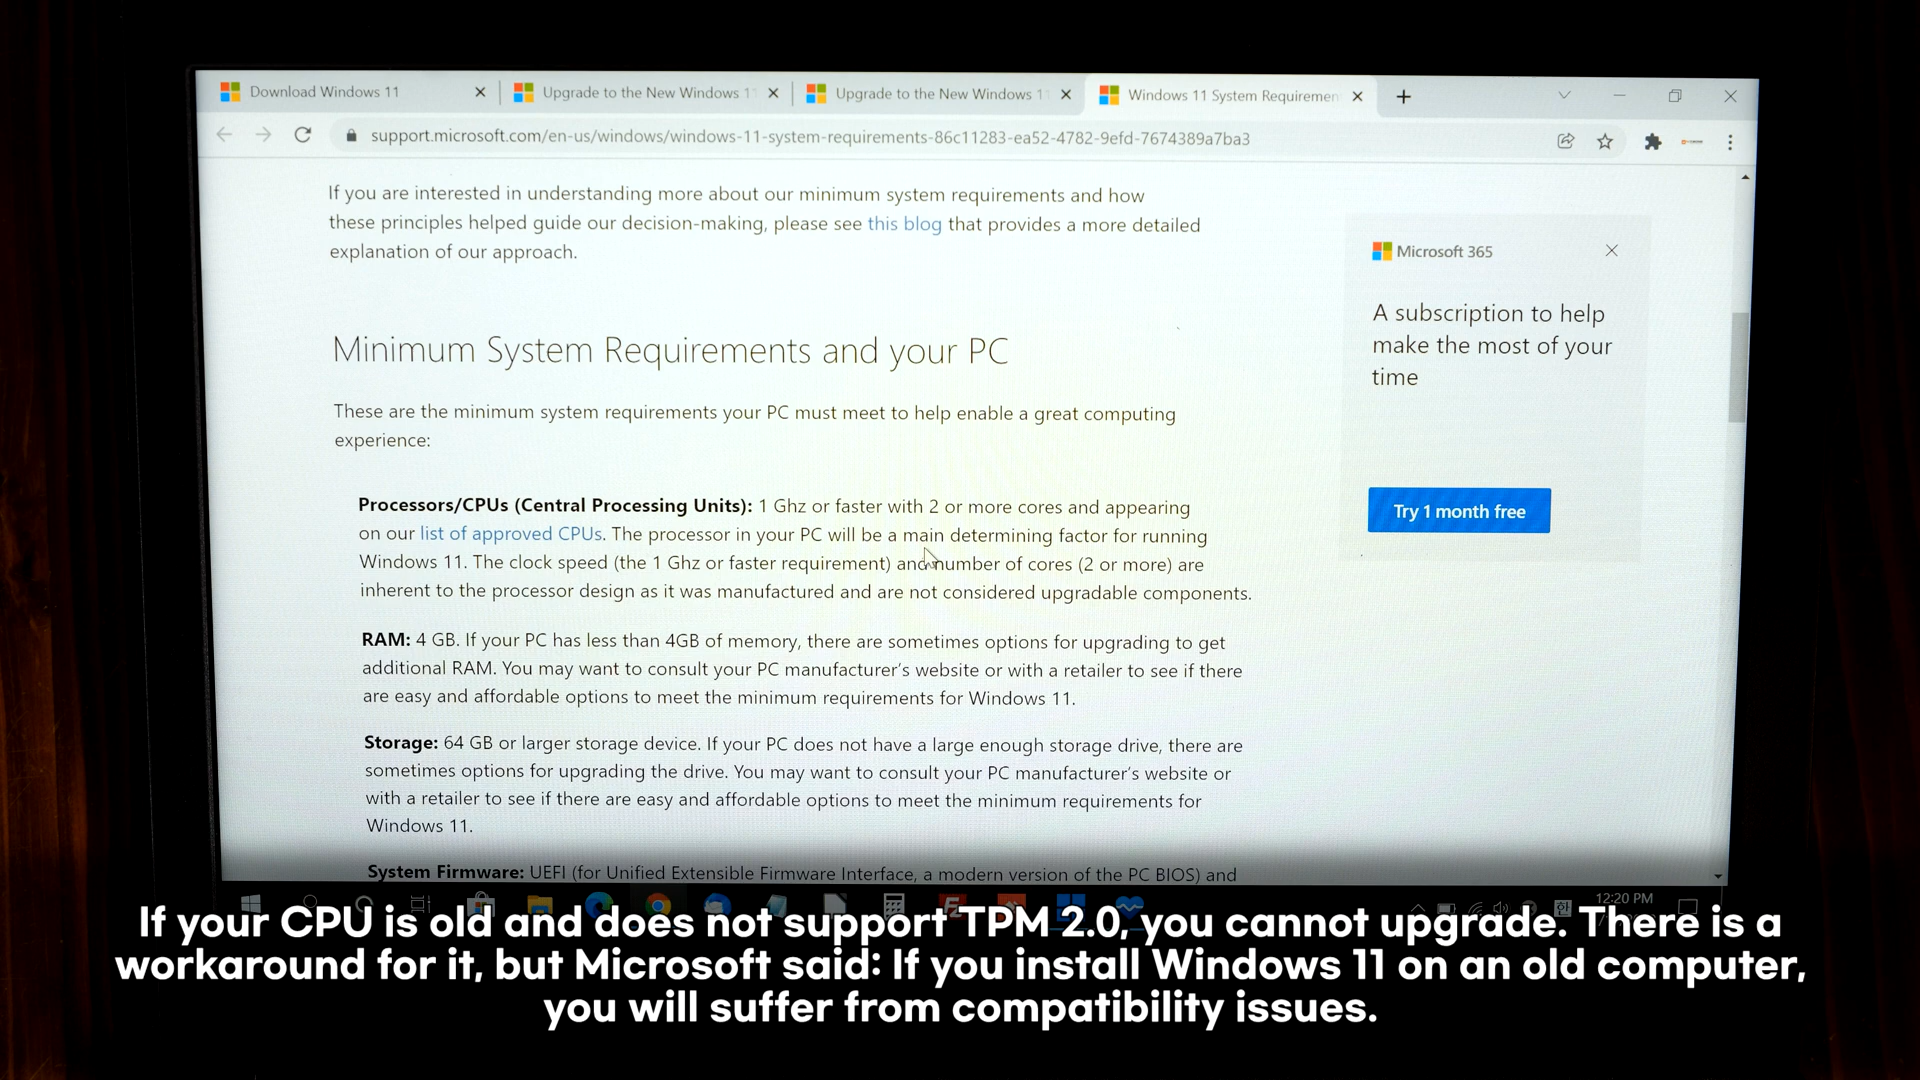 Download Windows 11
Upgrade to the New Windows 1
Upgrade to the New Windows 1
Windows 11 System Requiremen
support.microsoft.com/en-us/windows/windows-11-system-requirements-86c11283-ea52-4782-9efd-7674389a7ba3
If you are interested in understanding more about our minimum system requirements and how
these principles helped guide our decision-making, please see this blog that provides a more detailed
explanation of our approach.
Minimum System Requirements and your PC
These are the minimum system requirements your PC must meet to help enable a great computing
experience:
Processors/CPUs (Central Processing Units): 1 Ghz or faster with 2 or more cores and appearing
on our list of approved CPUs. The processor in your PC will be a main determining factor for running
Windows 11. The clock speed (the 1 Ghz or faster requirement) and number of cores (2 or more) are
inherent to the processor design as it was manufactured and are not considered upgradable components.
RAM: 4 GB. If your PC has less than 4GB of memory, there are sometimes options for upgrading to get
additional RAM. You may want to consult your PC manufacturer's website or with a retailer to see if there
are easy and affordable options to meet the minimum requirements for Windows 11.
Storage: 64 GB or larger storage device. If your PC does not have a large enough storage drive, there are
sometimes options for upgrading the drive. You may want to consult your PC manufacturer's website or
with a retailer to see if there are easy and affordable options to meet the minimum requirements for
Windows 11.
System Firmware: UEFI (for Unified Extensible Firmware Interface, a modern version of the PC BIOS) and
Microsoft 365
A subscription to help
make the most of your
time
Try 1 month free
12:20 PM
한
If your CPU is old and does not support TPM 2.0, you cannot upgrade. There is a
workaround for it, but Microsoft said: If you install Windows 11 on an old computer,
you will suffer from compatibility issues.